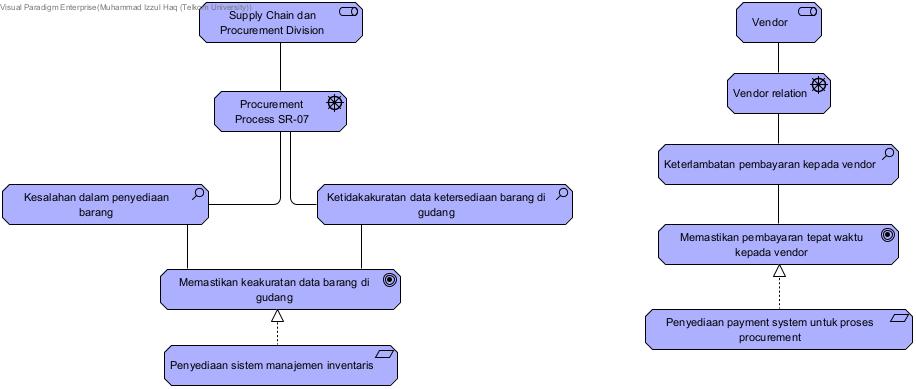 Visual Paradigm Enterprise(Muhammad Izzul Haq (Telkom University))
Supply Chain dan
Procurement Division
Vendor
Procurement
Process SR-07
Vendor relation
Keterlambatan pembayaran kepada vendor
Kesalahan dalam penyediaan
barang
Ketidakakuratan data ketersediaan barang di
gudang
Memastikan pembayaran tepat waktu
kepada vendor
Memastikan keakuratan data barang di
gudang
Penyediaan payment system untuk proses
procurement
Penyediaan sistem manajemen inventaris